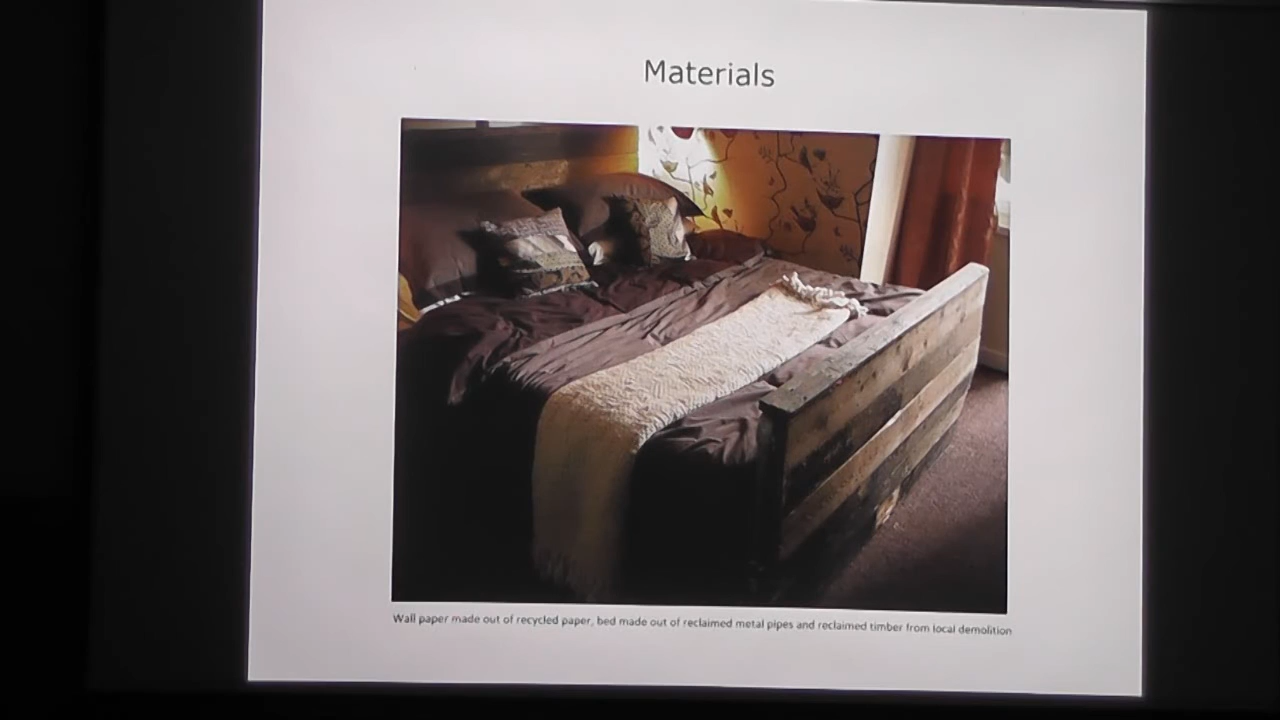 Materials
Wall paper made out of recycled paper, bed made out of reclaimed metal pipes and reclaimed timber from local demolition